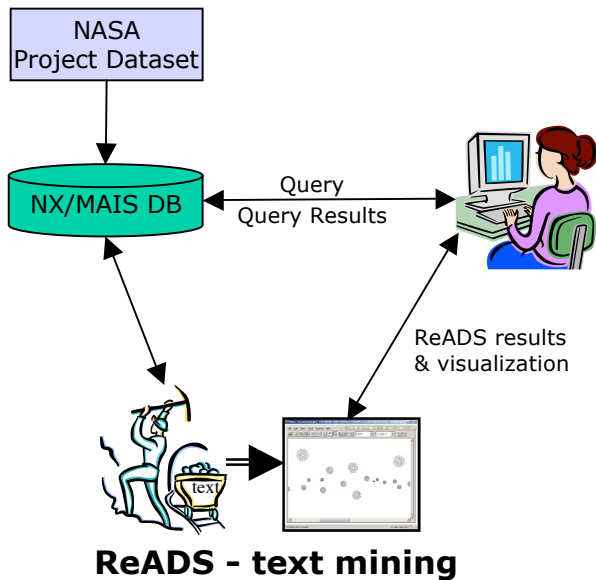 NASA
Project Dataset
NX/MAIS DB
Query
Query Results
ReADS results
& visualization
text
ReADS - text mining